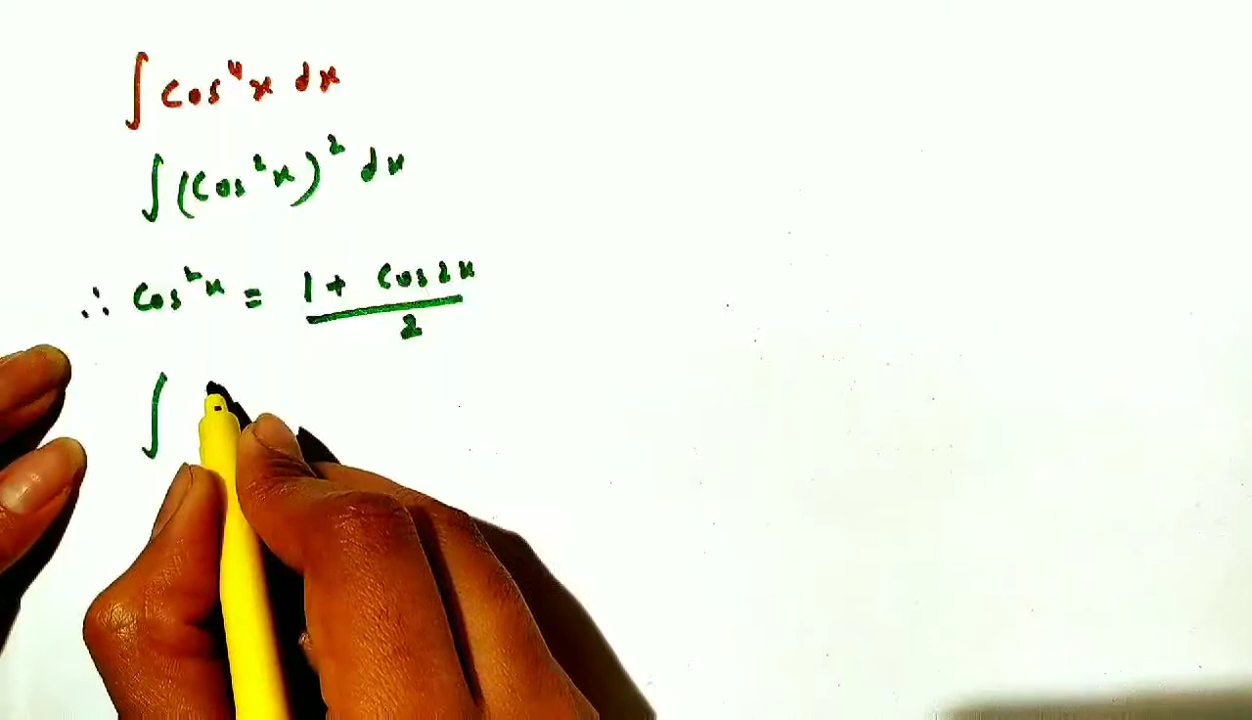 ∫ cos⁴x dx
∫ (cos²x)² dx
∴ cos²x = (1 + cos2x)/2
∫